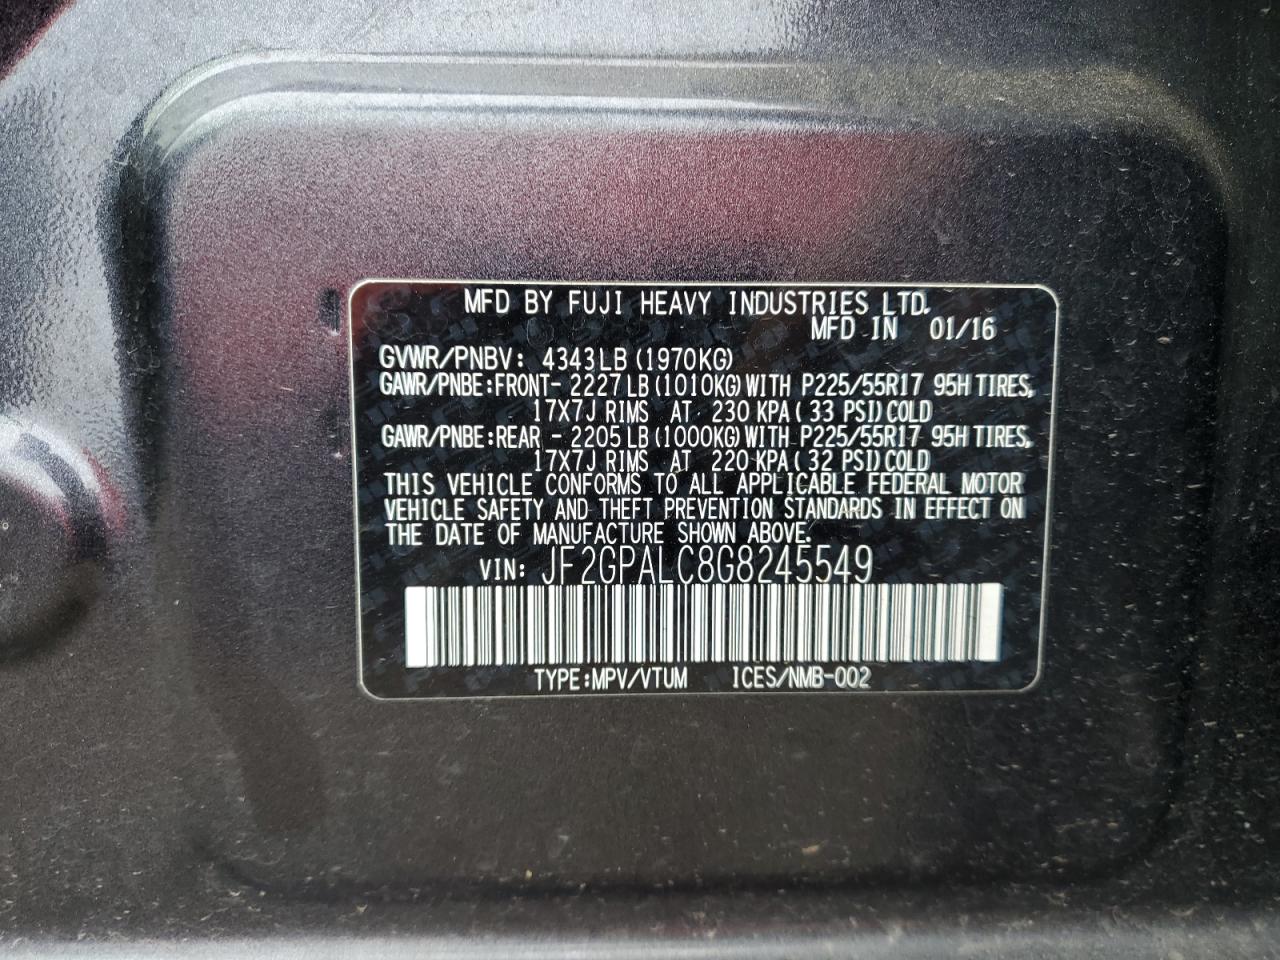 MFD BY FUJI HEAVY INDUSTRIES LTD.
MFD IN 01/16
GVWR/PNBV: 4343LB (1970KG)
GAWR/PNBE:FRONT- 2227LB (1010KG) WITH P225/55R17 95H TIRES,
17X7J RIMS AT 230 KPA( 33 PSI) COLD
GAWR/PNBE:REAR - 2205LB (1000KG) WITH P225/55R17 95H TIRES,
17X7J RIMS AT 220 KPA( 32 PSI) COLD
THIS VEHICLE CONFORMS TO ALL APPLICABLE FEDERAL MOTOR
VEHICLE SAFETY AND THEFT PREVENTION STANDARDS IN EFFECT ON
THE DATE OF MANUFACTURE SHOWN ABOVE.
VIN: JF2GPALC8G8245549
TYPE:MPV/VTUM ICES/NMB-002